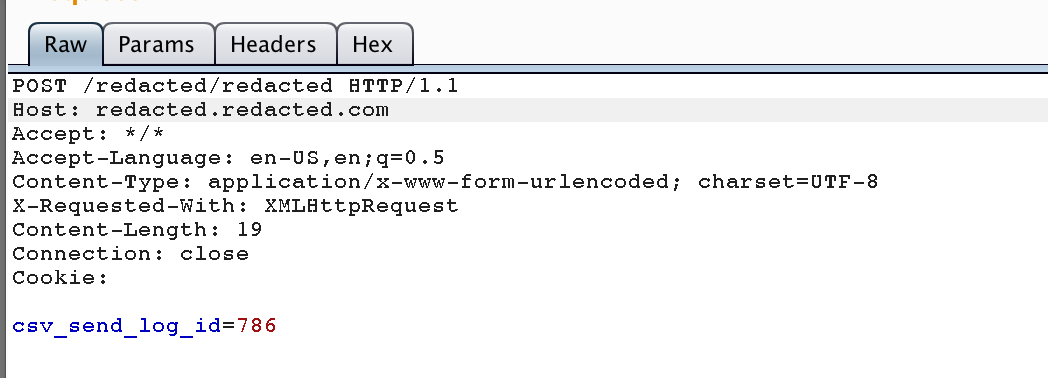 Raw Params Headers Hex
POST /redacted/redacted HTTP/1.1
Host: redacted.redacted.com
Accept: */*
Accept-Language: en-US,en;q=0.5
Content-Type: application/x-www-form-urlencoded; charset=UTF-8
X-Requested-With: XMLHttpRequest
Content-Length: 19
Connection: close
Cookie:
csv_send_log_id=786